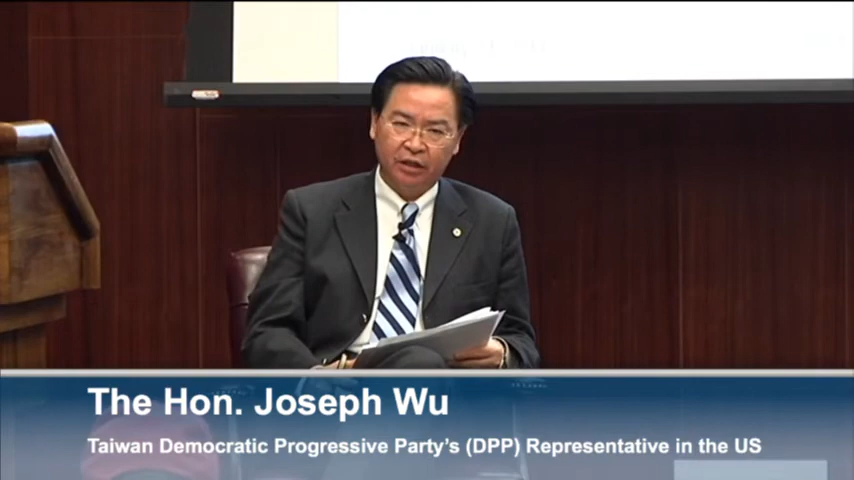 The Hon. Joseph Wu
Taiwan Democratic Progressive Party's (DPP) Representative in the US